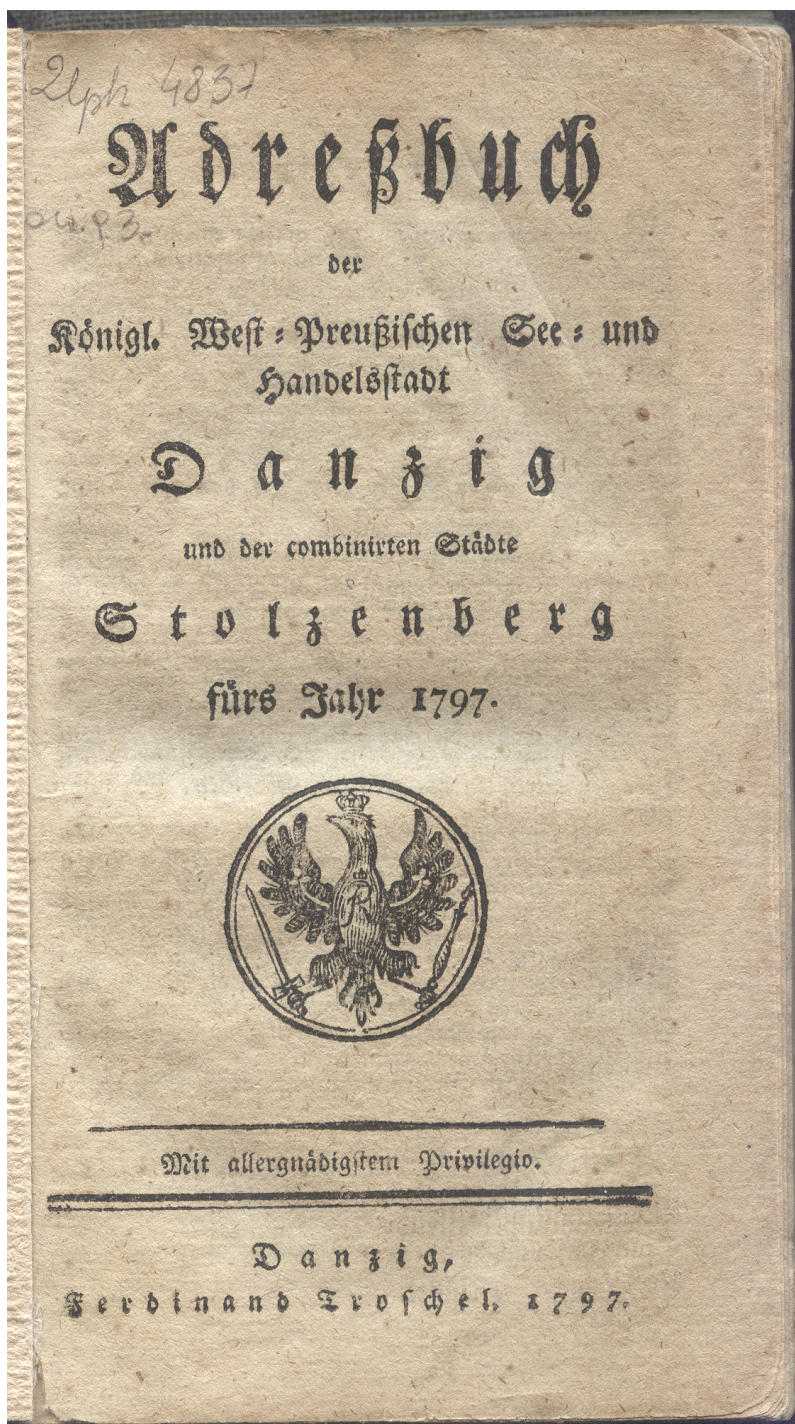 4837
Adreßbuch
der
Königl. West-Preußischen See- und
Handelsstadt
Danzig
und der combinirten Städte
Stolzenberg
fürs Jahr 1797.
Mit allergnädigstem Privilegio.
Danzig,
Ferdinand Troschel. 1797.